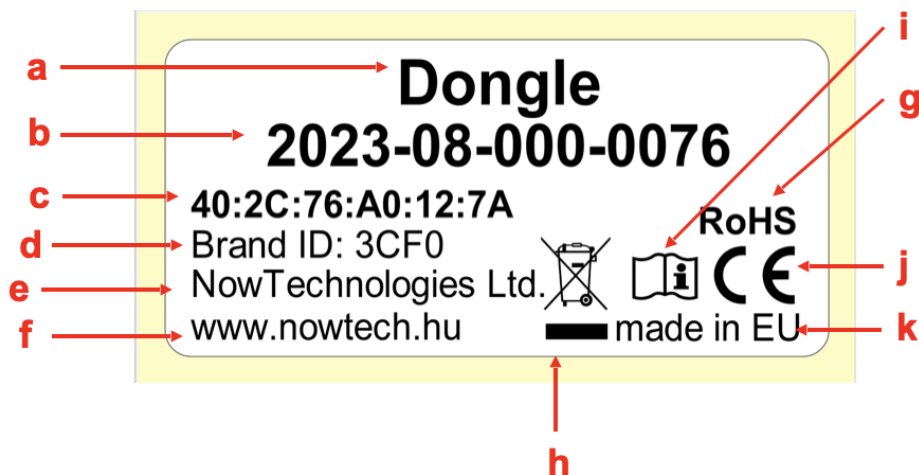 i
a
Dongle
g
b
2023-08-000-0076
c
40:2C:76:A0:12:7A
RoHS
d
Brand ID: 3CF0
e
NowTechnologies Ltd.
CE
j
f
www.nowtech.hu
made in EU
k
h